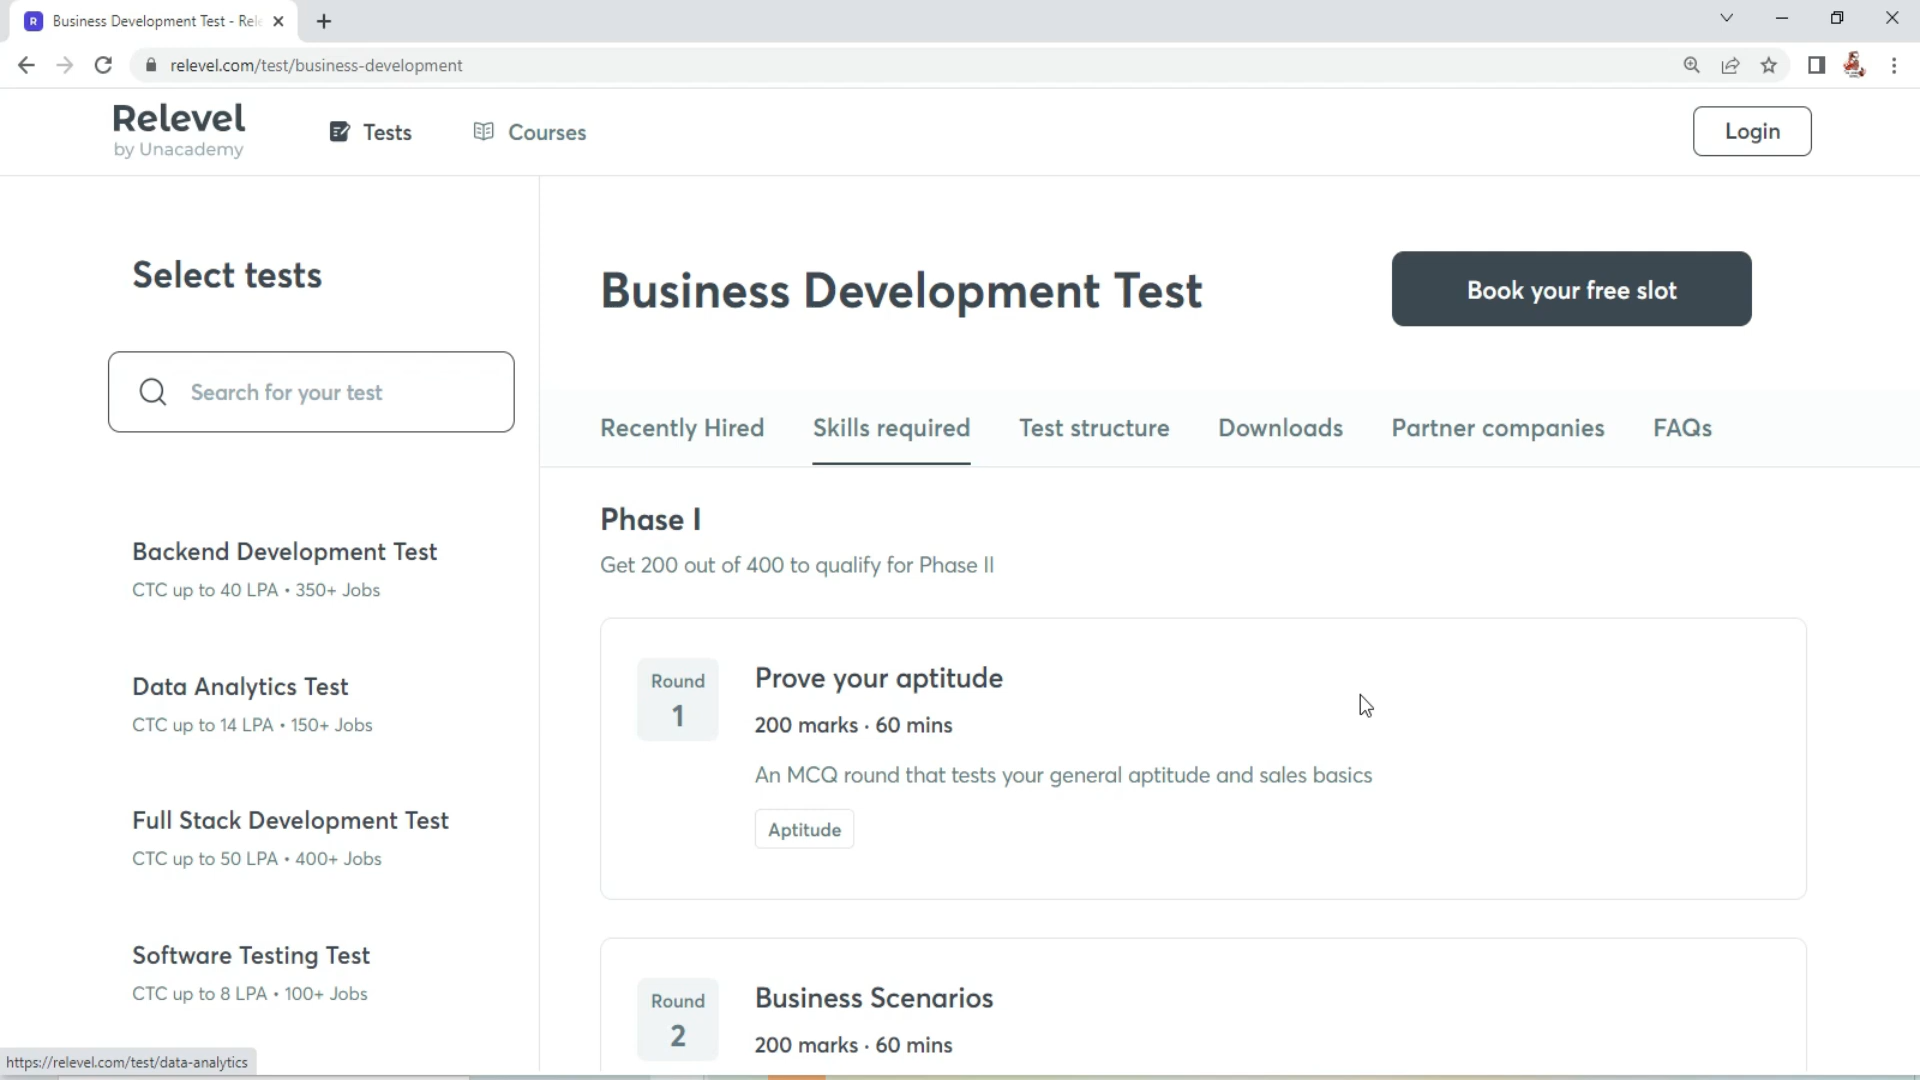 R Business Development Test - Rele
relevel.com/test/business-development
Relevel
by Unacademy
Tests
Courses
Login
Select tests
Search for your test
Backend Development Test
CTC up to 40 LPA • 350+ Jobs
Data Analytics Test
CTC up to 14 LPA • 150+ Jobs
Full Stack Development Test
CTC up to 50 LPA • 400+ Jobs
Software Testing Test
CTC up to 8 LPA • 100+ Jobs
Business Development Test
Book your free slot
Recently Hired
Skills required
Test structure
Downloads
Partner companies
FAQs
Phase I
Get 200 out of 400 to qualify for Phase II
Round
1
Prove your aptitude
200 marks · 60 mins
An MCQ round that tests your general aptitude and sales basics
Aptitude
Round
2
Business Scenarios
200 marks · 60 mins
https://relevel.com/test/data-analytics